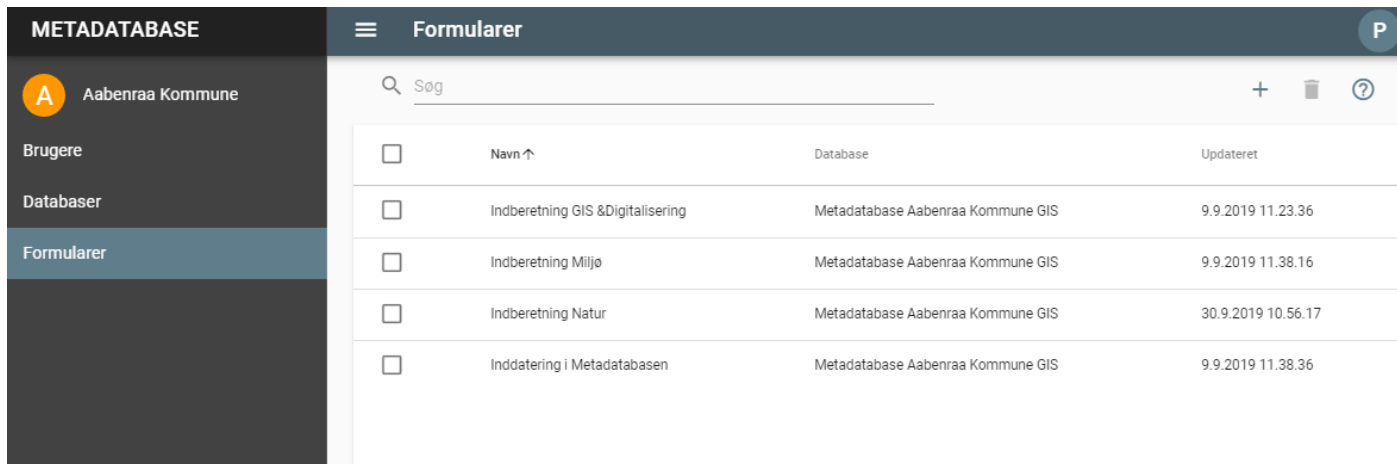 METADATABASE
Formularer
P
A
Aabenraa Kommune
Søg
Brugere
Databaser
Formularer
Navn Database Updateret
Indberetning GIS &Digitalisering Metadatabase Aabenraa Kommune GIS 9.9.2019 11.23.36
Indberetning Miljø Metadatabase Aabenraa Kommune GIS 9.9.2019 11.38.16
Indberetning Natur Metadatabase Aabenraa Kommune GIS 30.9.2019 10.56.17
Inddatering i Metadatabasen Metadatabase Aabenraa Kommune GIS 9.9.2019 11.38.36